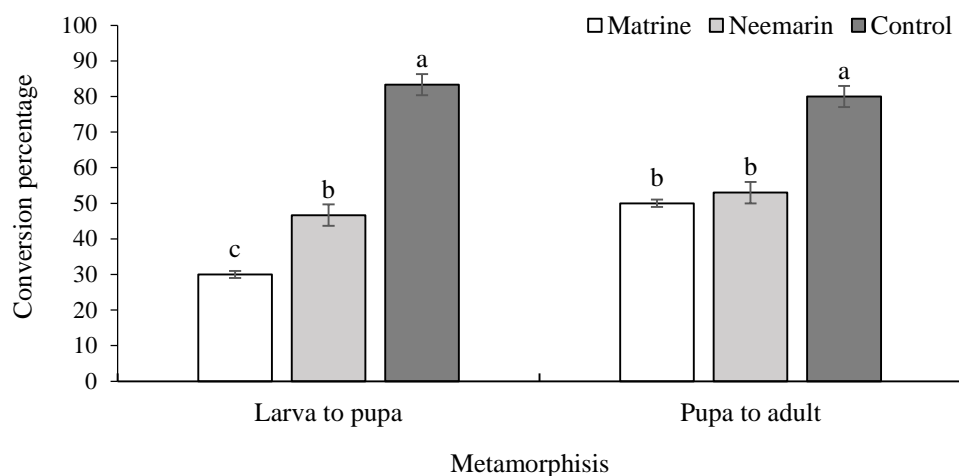 Conversion percentage
100
90
80
70
60
50
40
30
20
10
0
Matrine Neemarin Control
c
b
a
b
b
a
Larva to pupa
Pupa to adult
Metamorphisis